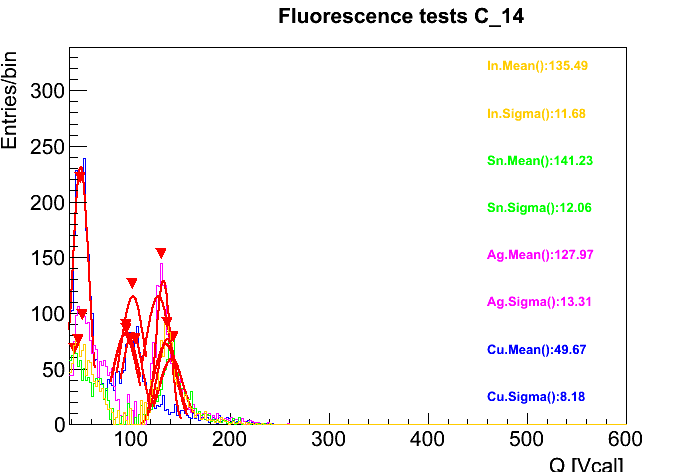 Fluorescence tests C_14
Entries/bin
300
250
200
150
100
50
0
100
200
300
400
500
600
Q [Vcal]
In.Mean():135.49
In.Sigma():11.68
Sn.Mean():141.23
Sn.Sigma():12.06
Ag.Mean():127.97
Ag.Sigma():13.31
Cu.Mean():49.67
Cu.Sigma():8.18